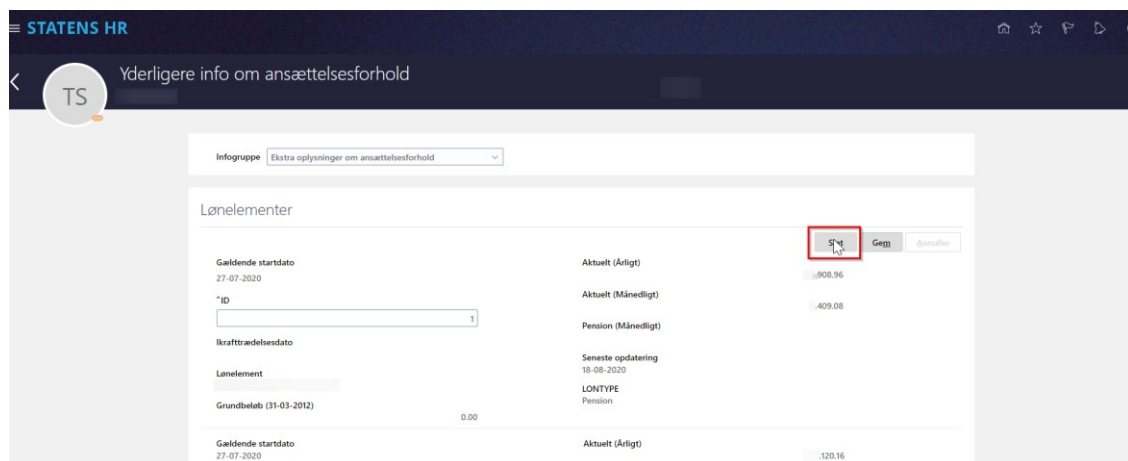 STATENS HR
Yderligere info om ansættelsesforhold
TS
Infogruppe Ekstra oplysninger om ansættelsesforhold
Lønelementer
Gem Annuller
Gældende startdato
27-07-2020
*ID
1
Ikrafttrædelsesdato
Lønelement
Grundbeløb (31-03-2012)
0.00
Aktuelt (Årligt)
.908.96
Aktuelt (Månedligt)
.409.08
Pension (Månedligt)
Seneste opdatering
18-08-2020
LONTYPE
Pension
Gældende startdato
27-07-2020
Aktuelt (Årligt)
.120.16